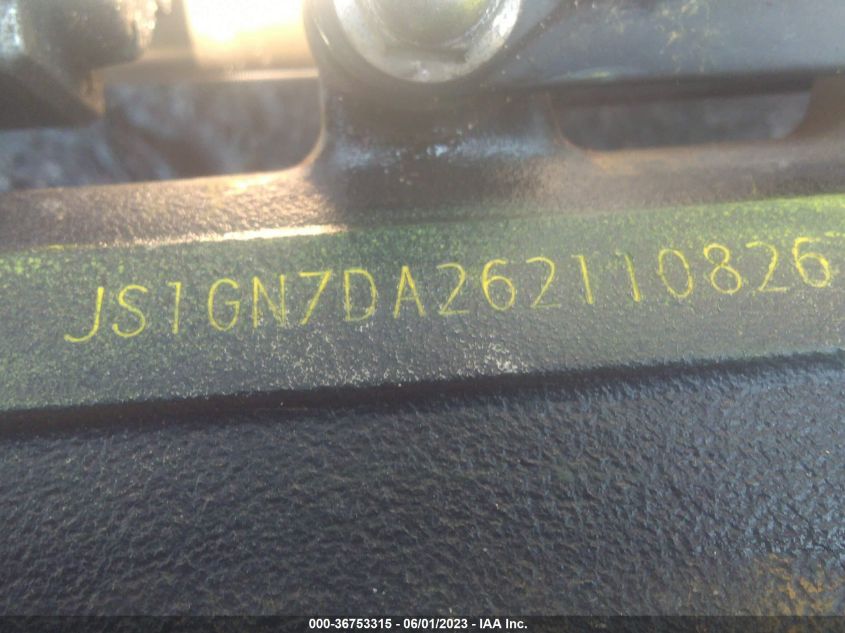 JS1GN7DA262110826
000-36753315 - 06/01/2023 - IAA Inc.